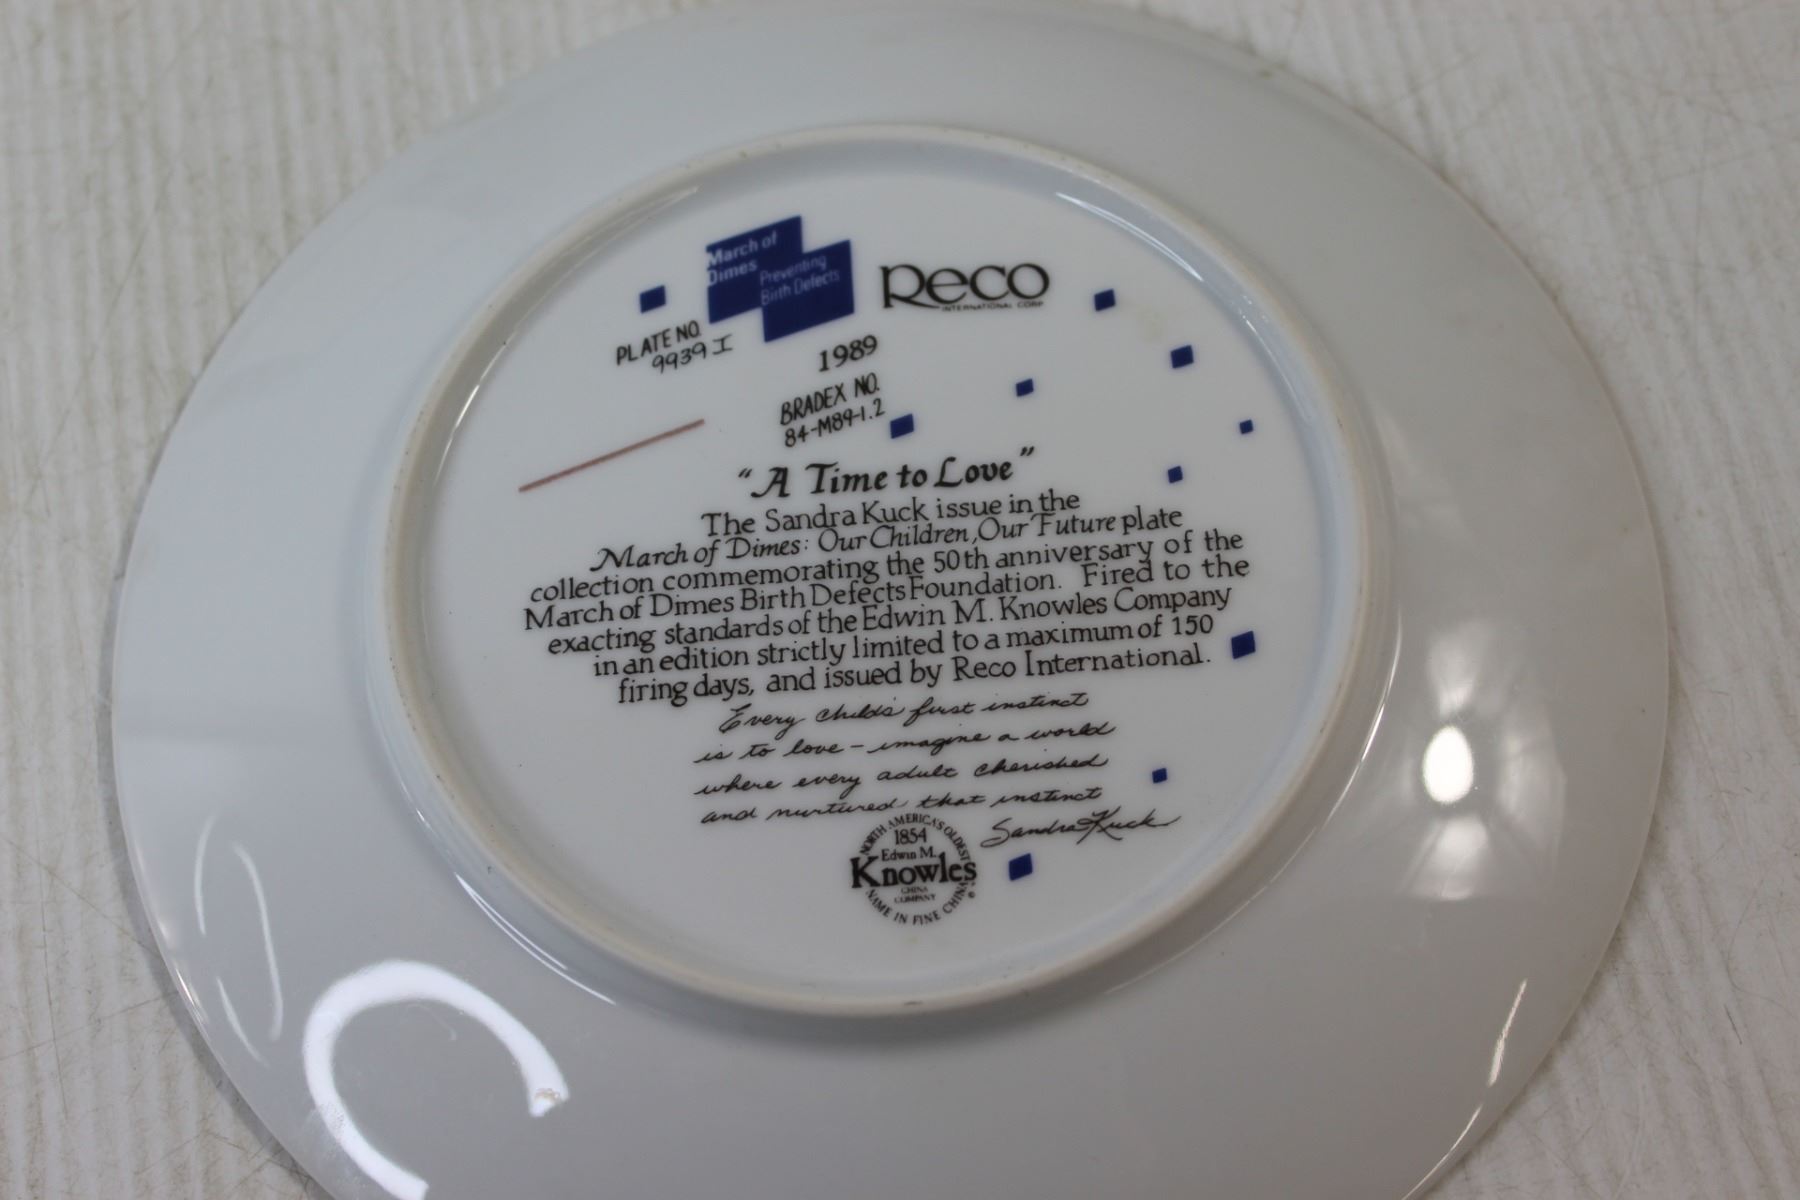 March of
Dimes
Preventing
Birth Defects
Reco
INTERNATIONAL CORP
PLATE NO.
9939 I
1989
BRADEX NO.
84-M89-1.2
"A Time to Love"
The Sandra Kuck issue in the
March of Dimes: Our Children, Our Future plate
collection commemorating the 50th anniversary of the
March of Dimes Birth Defects Foundation. Fired to the
exacting standards of the Edwin M. Knowles Company
in an edition strictly limited to a maximum of 150
firing days, and issued by Reco International.
Every child's first instinct
is to love - imagine a world
where every adult cherished
and nurtured that instinct
Sandra Kuck
NORTH AMERICA'S OLDEST
1854
Edwin M.
Knowles
CHINA
COMPANY
NAME IN FINE CHINA